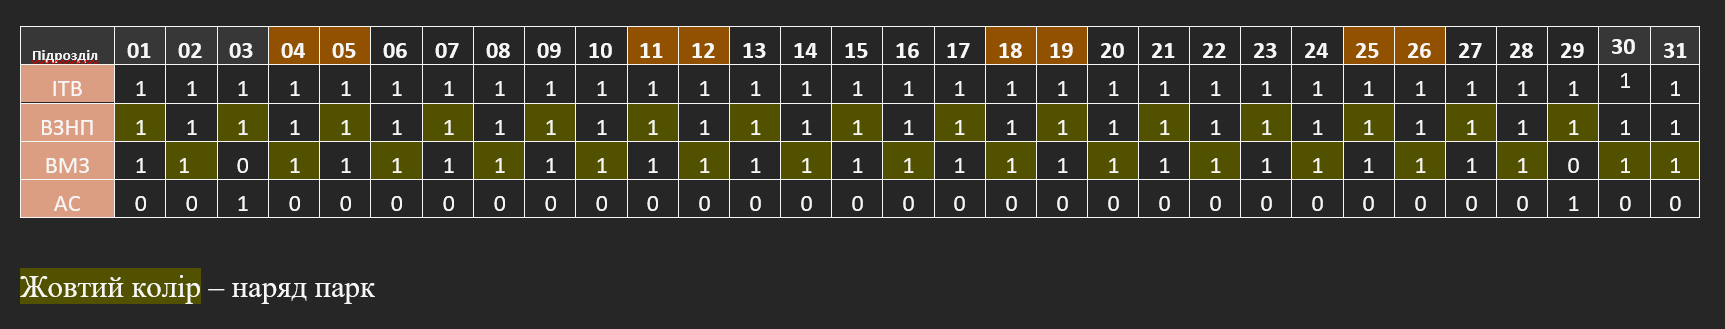 Підрозділ 01 02 03 04 05 06 07 08 09 10 11 12 13 14 15 16 17 18 19 20 21 22 23 24 25 26 27 28 29 30 31
ІТВ 1 1 1 1 1 1 1 1 1 1 1 1 1 1 1 1 1 1 1 1 1 1 1 1 1 1 1 1 1 1 1
ВЗНП 1 1 1 1 1 1 1 1 1 1 1 1 1 1 1 1 1 1 1 1 1 1 1 1 1 1 1 1 1 1 1
ВМЗ 1 1 0 1 1 1 1 1 1 1 1 1 1 1 1 1 1 1 1 1 1 1 1 1 1 1 1 1 0 1 1
АС 0 0 1 0 0 0 0 0 0 0 0 0 0 0 0 0 0 0 0 0 0 0 0 0 0 0 0 0 1 0 0
Жовтий колір – наряд парк